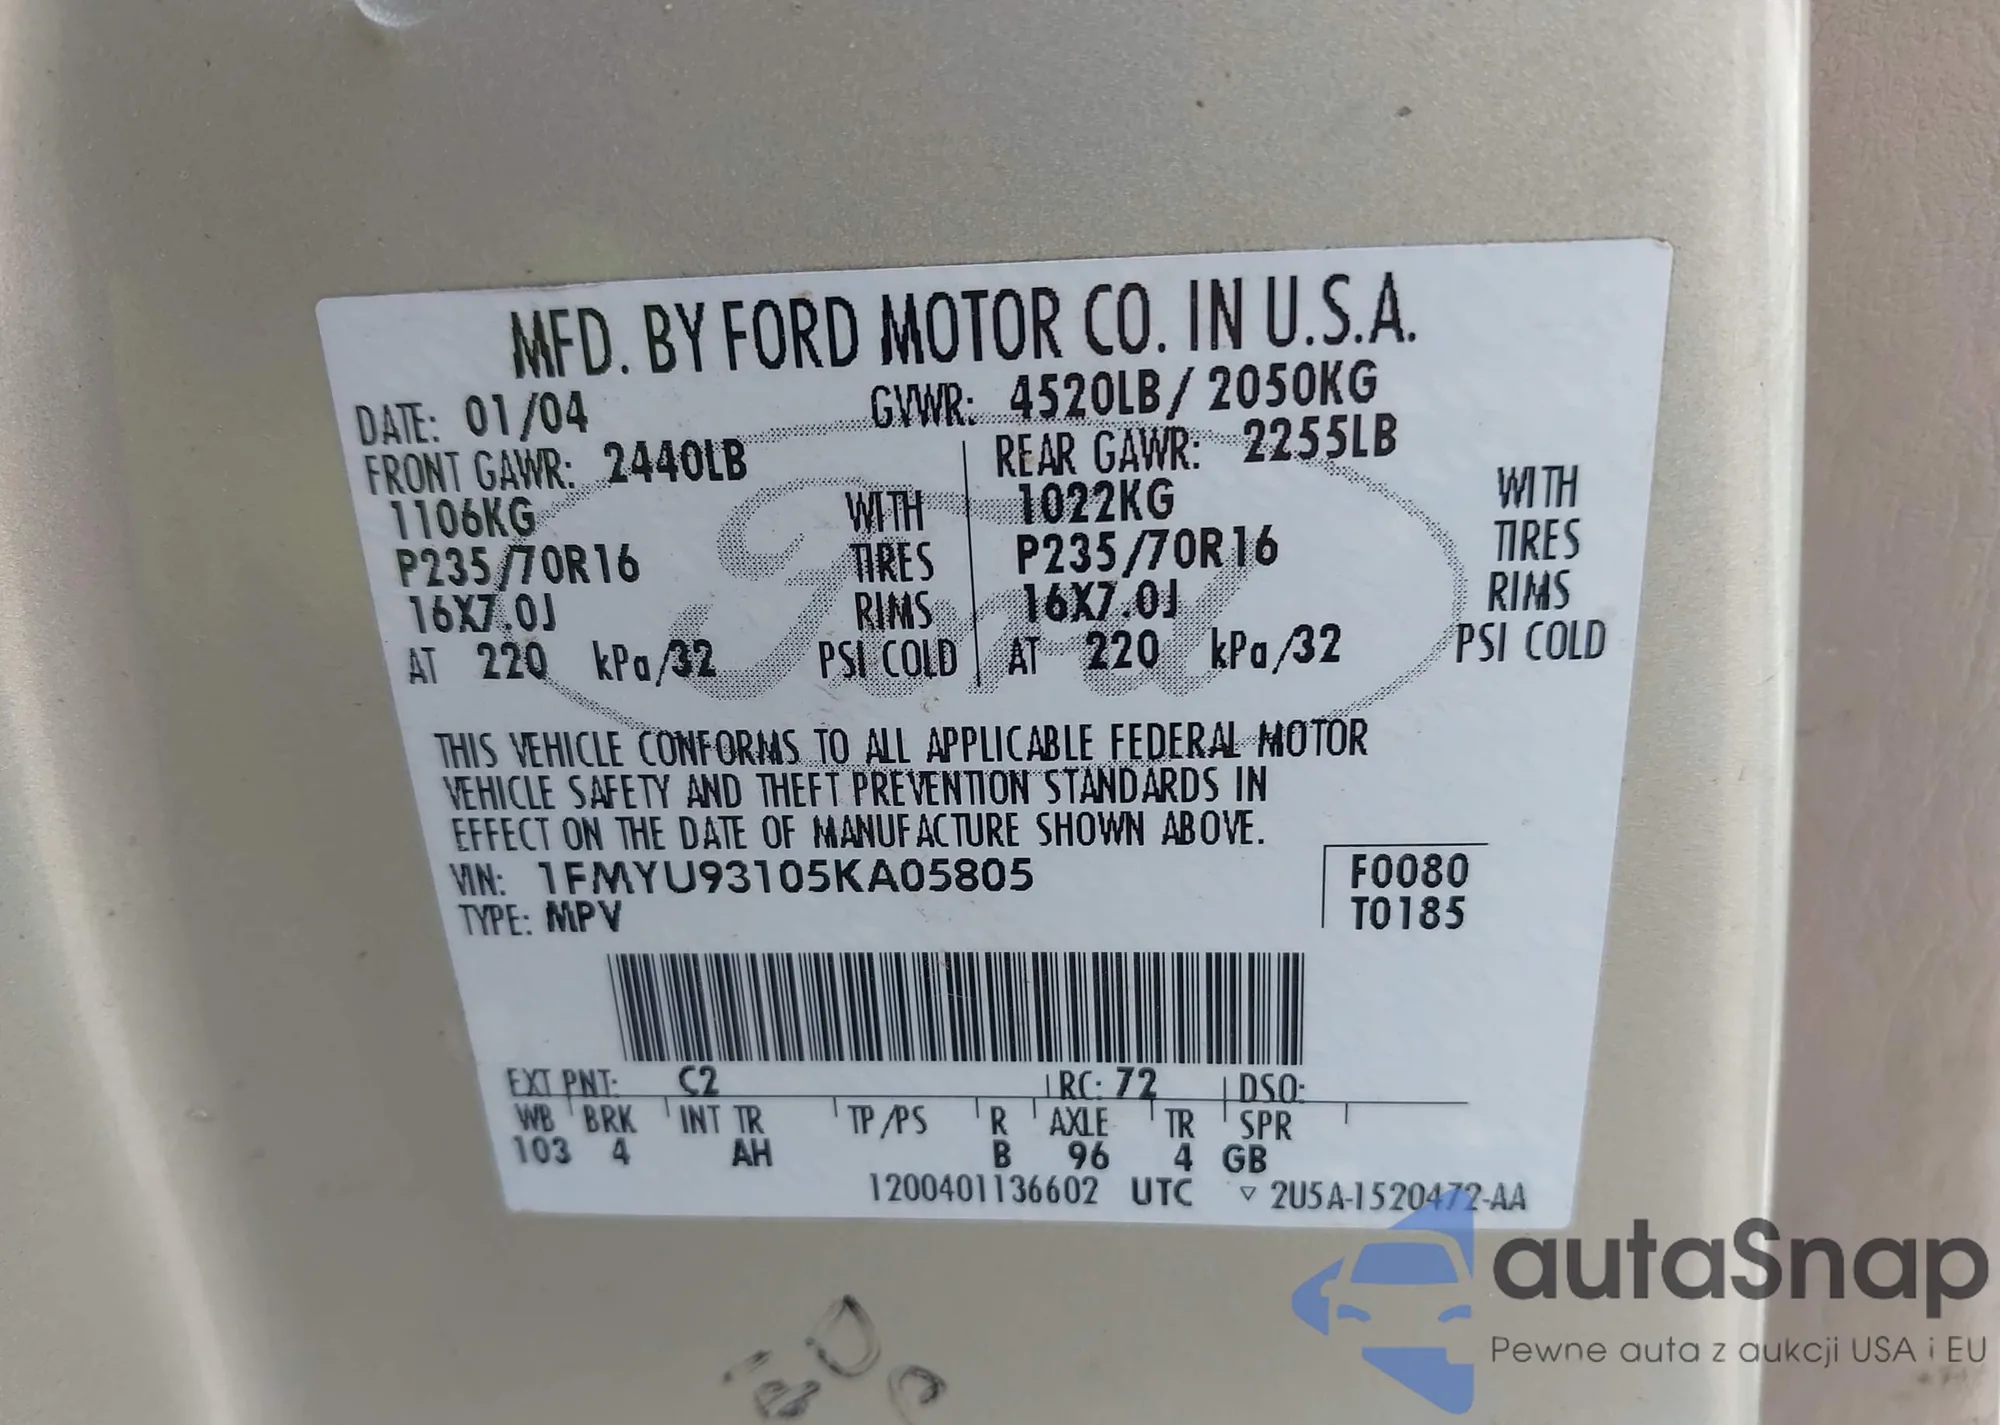 MFD. BY FORD MOTOR CO. IN U.S.A.
DATE: 01/04 GVWR: 4520LB/2050KG
FRONT GAWR: 2440LB REAR GAWR: 2255LB
1106KG WITH 1022KG WITH
P235/70R16 TIRES P235/70R16 TIRES
16X7.0J RIMS 16X7.0J RIMS
AT 220 kPa/32 PSI COLD AT 220 kPa/32 PSI COLD
Ford
THIS VEHICLE CONFORMS TO ALL APPLICABLE FEDERAL MOTOR
VEHICLE SAFETY AND THEFT PREVENTION STANDARDS IN
EFFECT ON THE DATE OF MANUFACTURE SHOWN ABOVE.
VIN: 1FMYU93105KA05805 F0080
TYPE: MPV T0185
EXT PNT: C2 RC: 72 DSO:
WB BRK INT TR TP/PS R AXLE TR SPR
103 4 AH B 96 4 GB
1200401136602 UTC ▽ 2U5A-1520472-AA
autaSnap
Pewne auta z aukcji USA i EU